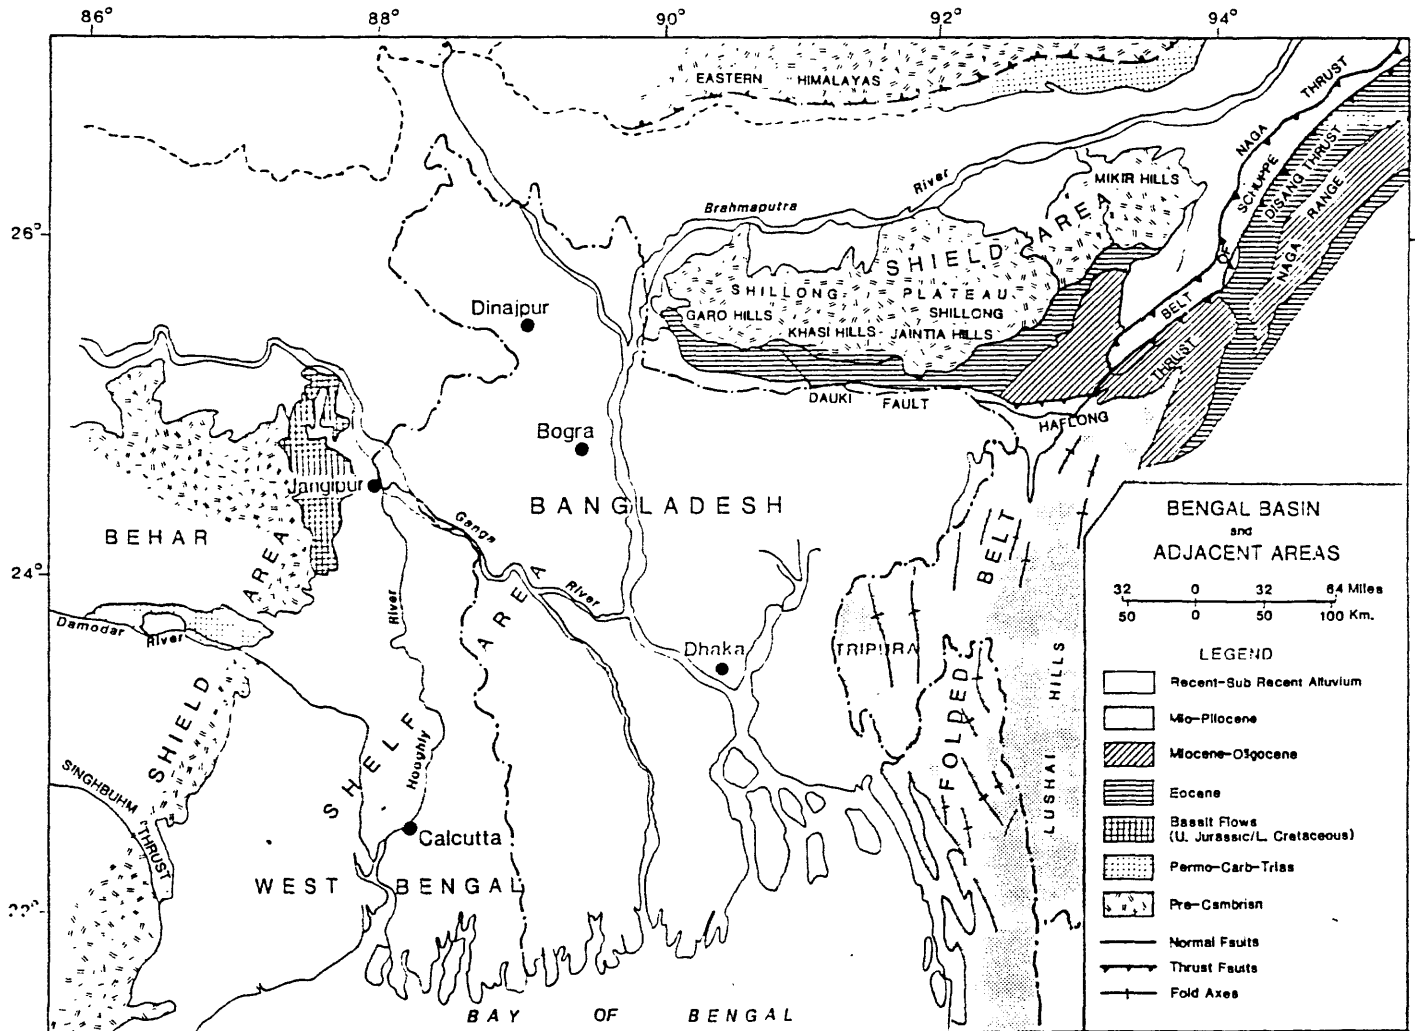 86° 88° 90° 92° 94°
EASTERN HIMALAYAS
NAGA THRUST
SCHUPPE
DISANG THRUST
NAGA RANGE
MIKIR HILLS
Brahmaputra River
26°
SHIELD AREA
OF
SHILLONG PLATEAU
SHILLONG
GARO HILLS
KHASI HILLS JAINTIA HILLS
BELT
THRUST
Dinajpur
DAUKI FAULT
HAFLONG
Bogra
Jangipur
BANGLADESH
BEHAR
Ganga River
24°
AREA
SHIELD
Damodar River
River
Hooghly
SHELF AREA
Dhaka
TRIPURA
FOLDED BELT
LUSHAI HILLS
SINGHBUHM THRUST
Calcutta
WEST BENGAL
22°
BAY OF BENGAL
BENGAL BASIN
and
ADJACENT AREAS
32 0 32 64 Miles
50 0 50 100 Km.
LEGEND
Recent-Sub Recent Alluvium
Mio-Pliocene
Miocene-Oligocene
Eocene
Basalt Flows
(U. Jurassic/L. Cretaceous)
Permo-Carb-Trias
Pre-Cambrian
Normal Faults
Thrust Faults
Fold Axes